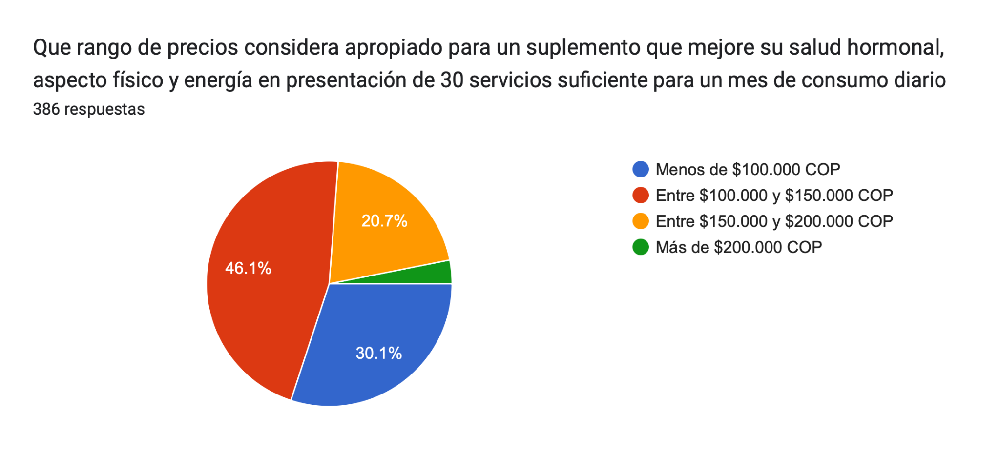 Que rango de precios considera apropiado para un suplemento que mejore su salud hormonal,
aspecto físico y energía en presentación de 30 servicios suficiente para un mes de consumo diario
386 respuestas
Menos de $100.000 COP
Entre $100.000 y $150.000 COP
Entre $150.000 y $200.000 COP
Más de $200.000 COP
20.7%
46.1%
30.1%